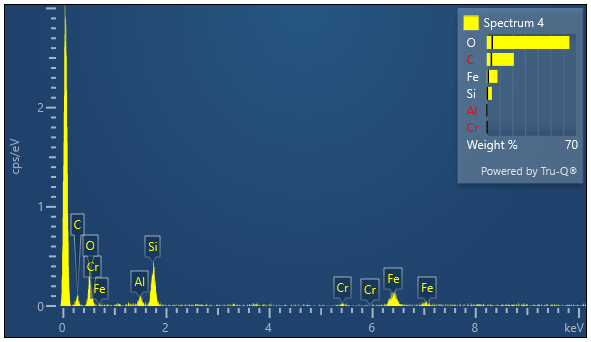 Spectrum 4
O
C
Fe
Si
Al
Cr
Weight % 70
Powered by Tru-Q®
cps/eV
2
1
0
C
O
Cr
Fe
Al
Si
Cr
Cr
Fe
Fe
0 2 4 6 8 keV